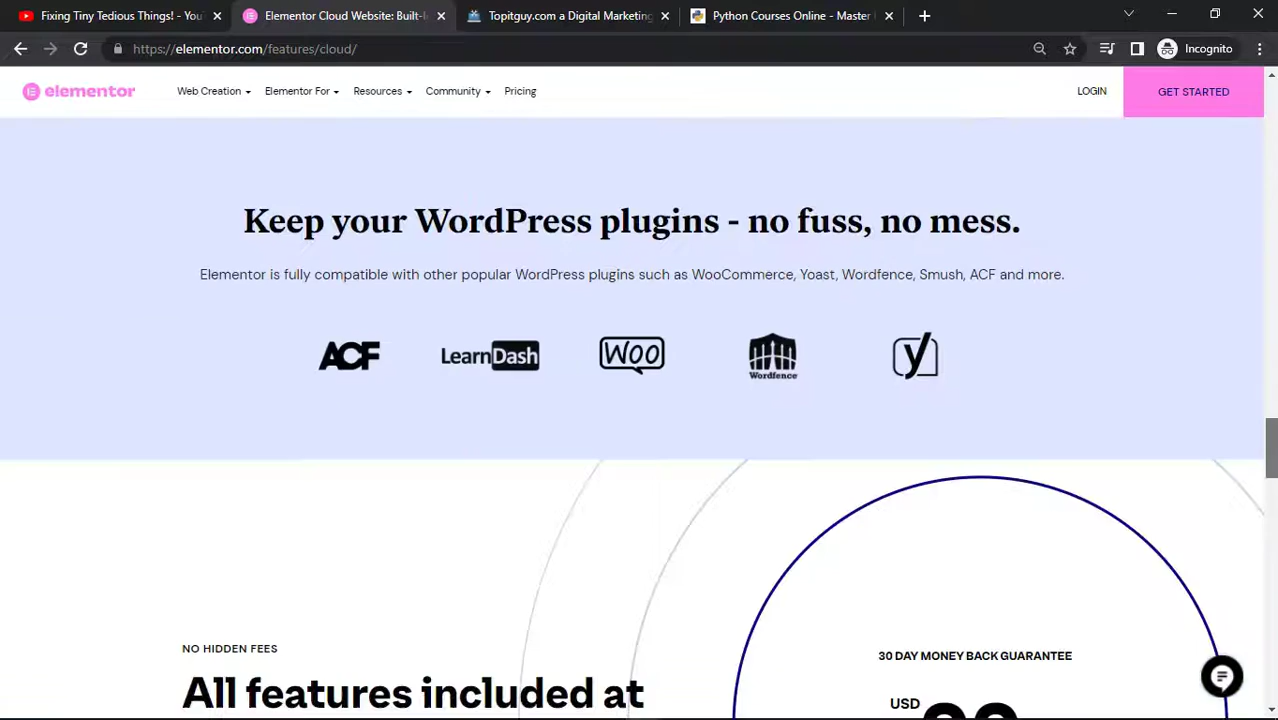 Fixing Tiny Tedious Things! - You
Elementor Cloud Website: Built-I
Topitguy.com a Digital Marketing
Python Courses Online - Master
https://elementor.com/features/cloud/
Incognito
elementor
Web Creation
Elementor For
Resources
Community
Pricing
LOGIN
GET STARTED
Keep your WordPress plugins - no fuss, no mess.
Elementor is fully compatible with other popular WordPress plugins such as WooCommerce, Yoast, Wordfence, Smush, ACF and more.
ACF
LearnDash
Woo
Wordfence
y
NO HIDDEN FEES
All features included at
30 DAY MONEY BACK GUARANTEE
USD